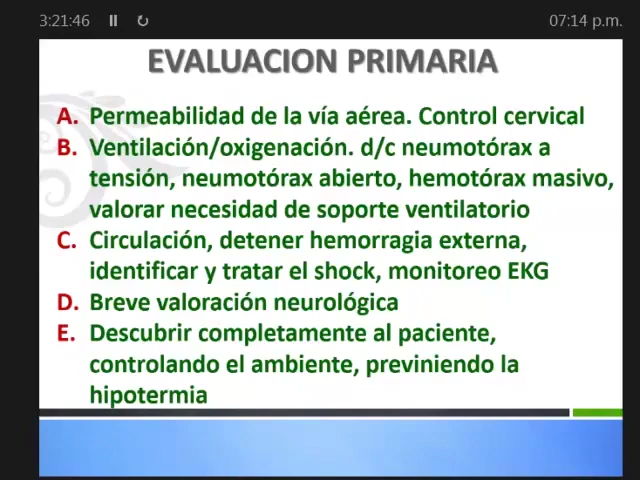 3:21:46
07:14 p.m.
EVALUACION PRIMARIA
A. Permeabilidad de la vía aérea. Control cervical
B. Ventilación/oxigenación. d/c neumotórax a
tensión, neumotórax abierto, hemotórax masivo,
valorar necesidad de soporte ventilatorio
C. Circulación, detener hemorragia externa,
identificar y tratar el shock, monitoreo EKG
D. Breve valoración neurológica
E. Descubrir completamente al paciente,
controlando el ambiente, previniendo la
hipotermia